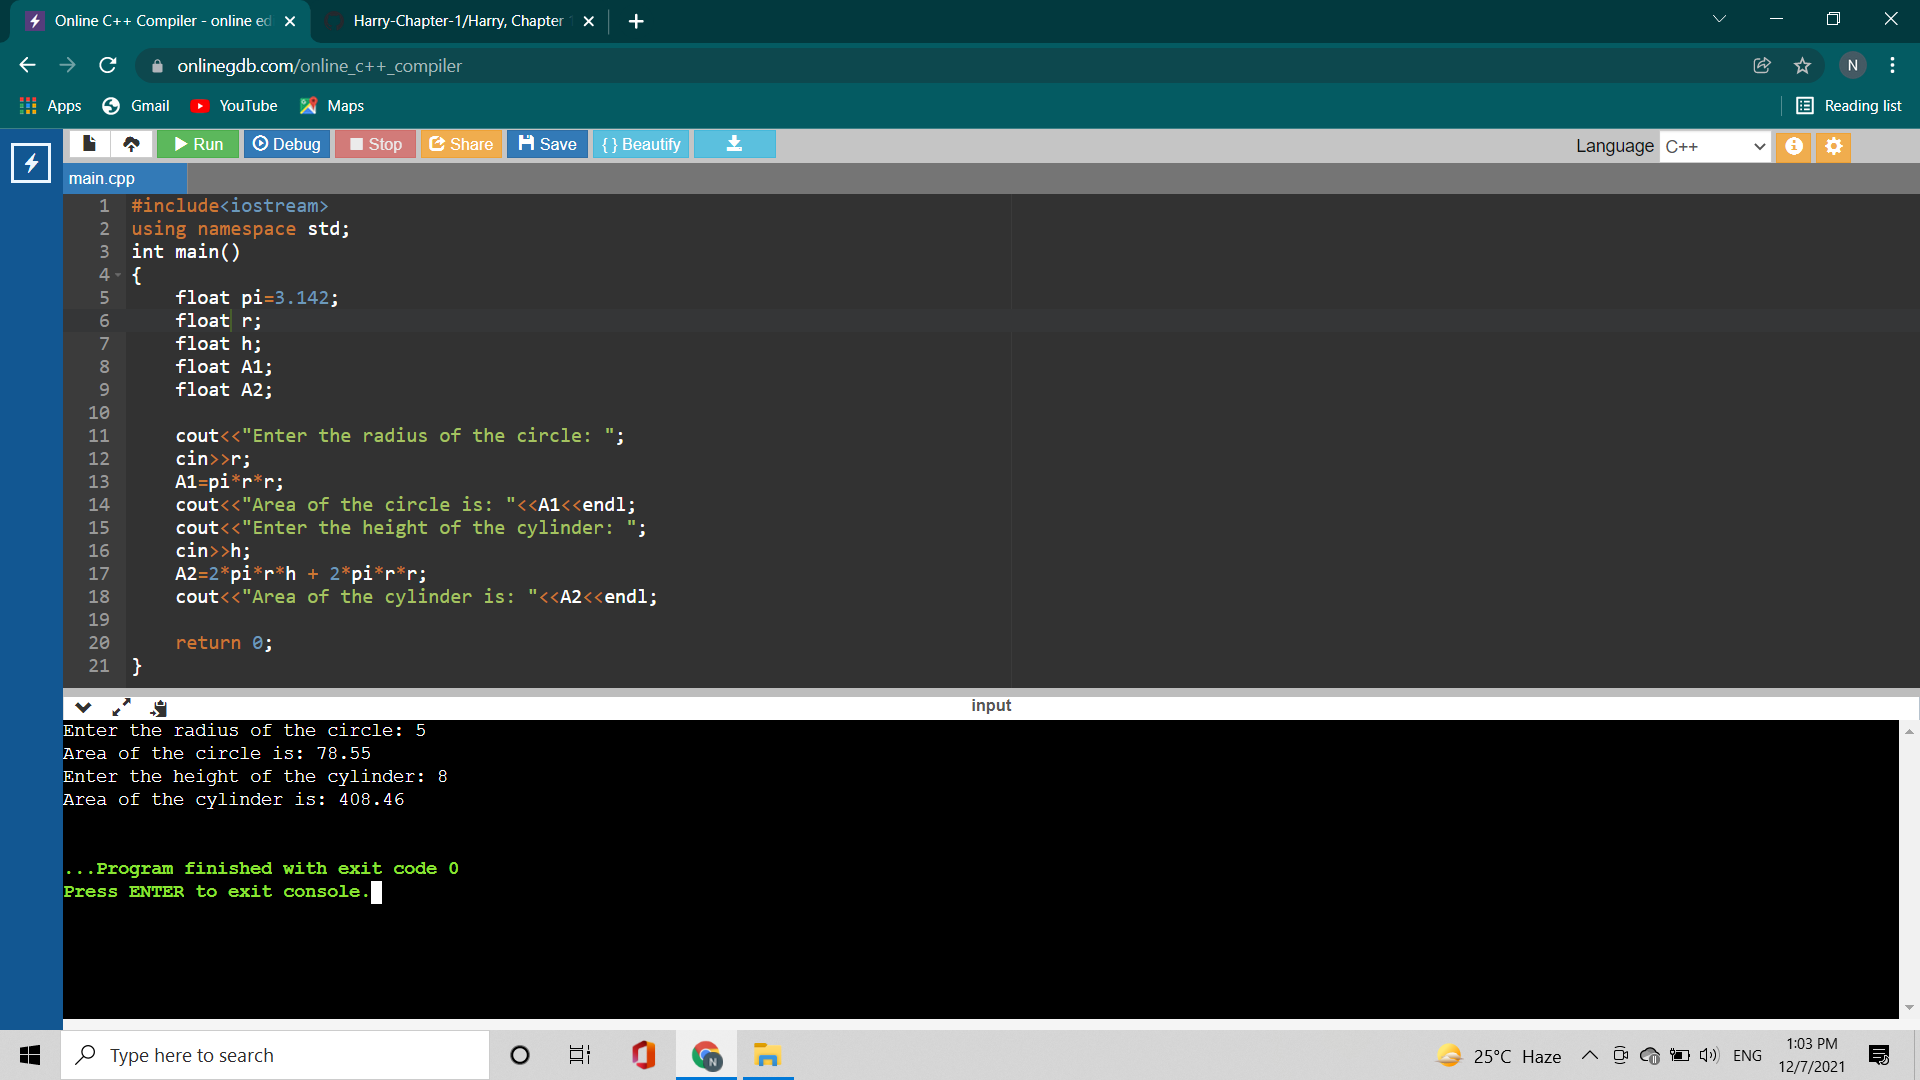 Online C++ Compiler - online ed
Harry-Chapter-1/Harry, Chapter
onlinegdb.com/online_c++_compiler
N
Apps Gmail YouTube Maps Reading list
Run Debug Stop Share Save {} Beautify Language C++
main.cpp
1 #include<iostream>
2 using namespace std;
3 int main()
4 {
5 float pi=3.142;
6 float r;
7 float h;
8 float A1;
9 float A2;
10
11 cout<<"Enter the radius of the circle: ";
12 cin>>r;
13 A1=pi*r*r;
14 cout<<"Area of the circle is: "<<A1<<endl;
15 cout<<"Enter the height of the cylinder: ";
16 cin>>h;
17 A2=2*pi*r*h + 2*pi*r*r;
18 cout<<"Area of the cylinder is: "<<A2<<endl;
19
20 return 0;
21 }
input
Enter the radius of the circle: 5
Area of the circle is: 78.55
Enter the height of the cylinder: 8
Area of the cylinder is: 408.46
...Program finished with exit code 0
Press ENTER to exit console.
Type here to search
N
25°C Haze
ENG
1:03 PM
12/7/2021